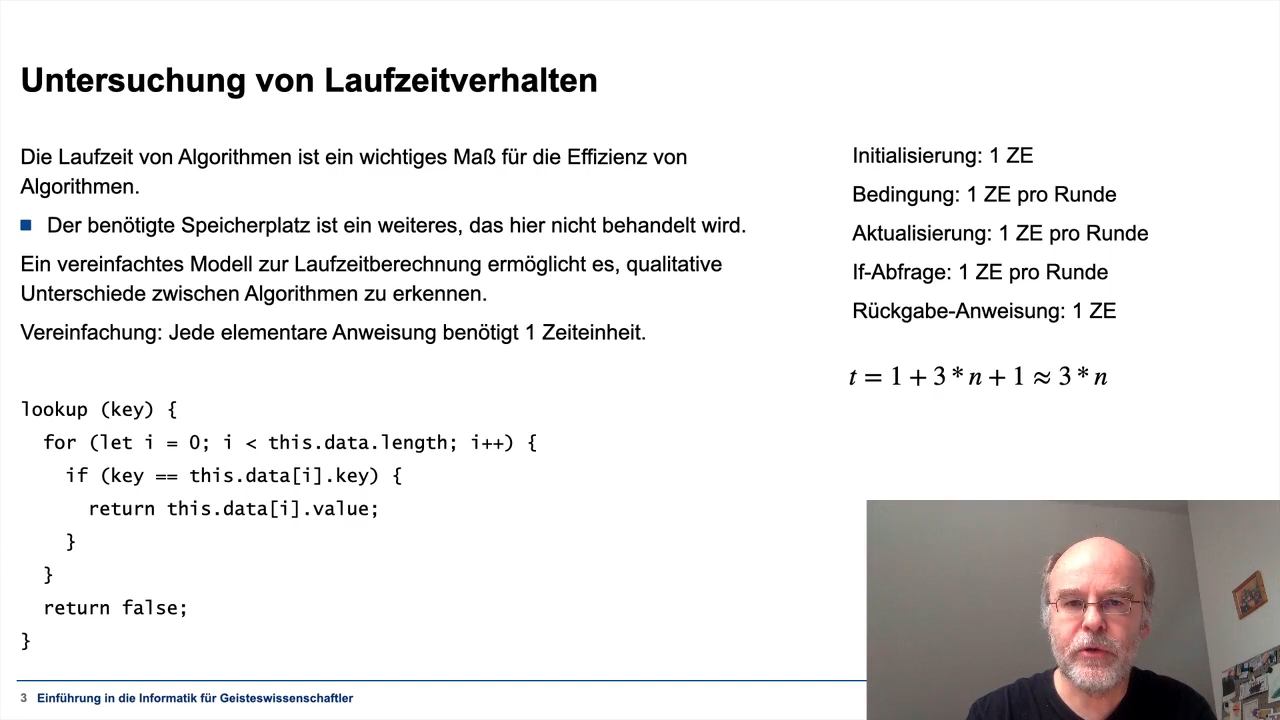 Untersuchung von Laufzeitverhalten
Die Laufzeit von Algorithmen ist ein wichtiges Maß für die Effizienz von
Algorithmen.
Der benötigte Speicherplatz ist ein weiteres, das hier nicht behandelt wird.
Ein vereinfachtes Modell zur Laufzeitberechnung ermöglicht es, qualitative
Unterschiede zwischen Algorithmen zu erkennen.
Vereinfachung: Jede elementare Anweisung benötigt 1 Zeiteinheit.
lookup (key) {
for (let i = 0; i < this.data.length; i++) {
if (key == this.data[i].key) {
return this.data[i].value;
}
}
return false;
}
Initialisierung: 1 ZE
Bedingung: 1 ZE pro Runde
Aktualisierung: 1 ZE pro Runde
If-Abfrage: 1 ZE pro Runde
Rückgabe-Anweisung: 1 ZE
t = 1 + 3 * n + 1 ≈ 3 * n
3 Einführung in die Informatik für Geisteswissenschaftler